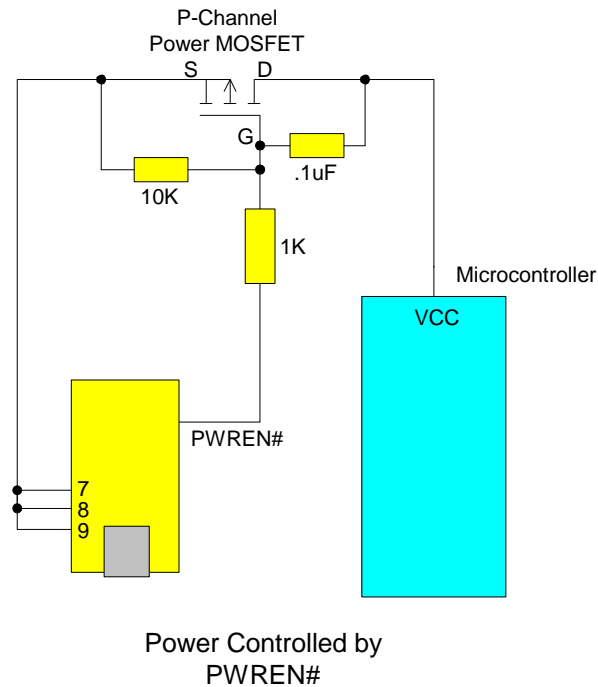 P-Channel
Power MOSFET
S D
G
.1uF
10K
1K
Microcontroller
VCC
PWREN#
7
8
9
Power Controlled by
PWREN#